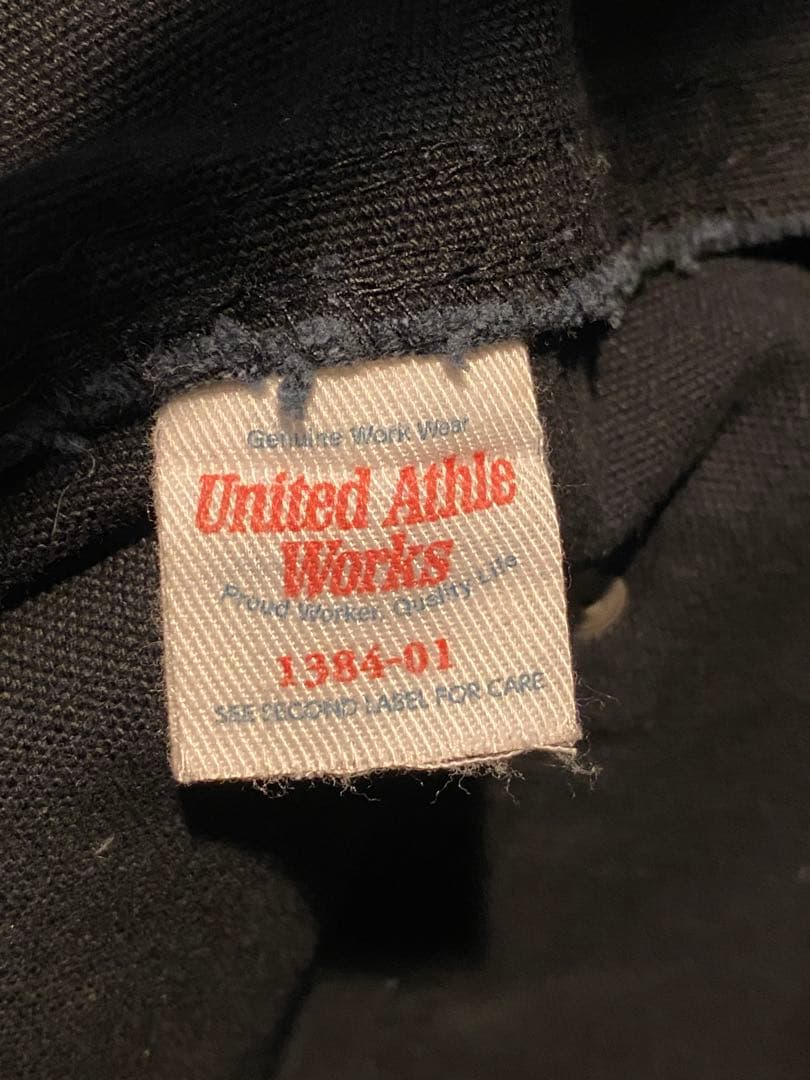 Genuine Work Wear
United Athle
Works
Proud Worker, Quality Life
1384-01
SEE SECOND LABEL FOR CARE